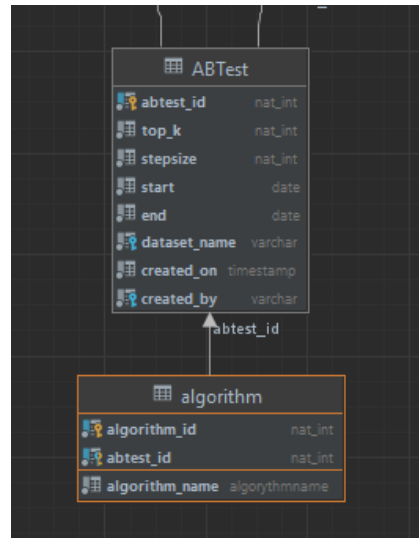 ABTest
abtest_id nat_int
top_k nat_int
stepsize nat_int
start date
end date
dataset_name varchar
created_on timestamp
created_by varchar
abtest_id
algorithm
algorithm_id nat_int
abtest_id nat_int
algorithm_name algorythmname